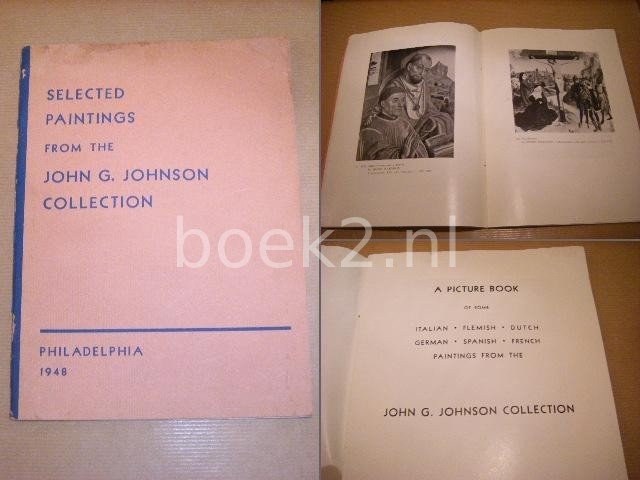 SELECTED
PAINTINGS
FROM THE
JOHN G. JOHNSON
COLLECTION
PHILADELPHIA
1948
boek2.nl
A PICTURE BOOK
OF SOME
ITALIAN • FLEMISH • DUTCH
GERMAN • SPANISH • FRENCH
PAINTINGS FROM THE
JOHN G. JOHNSON COLLECTION